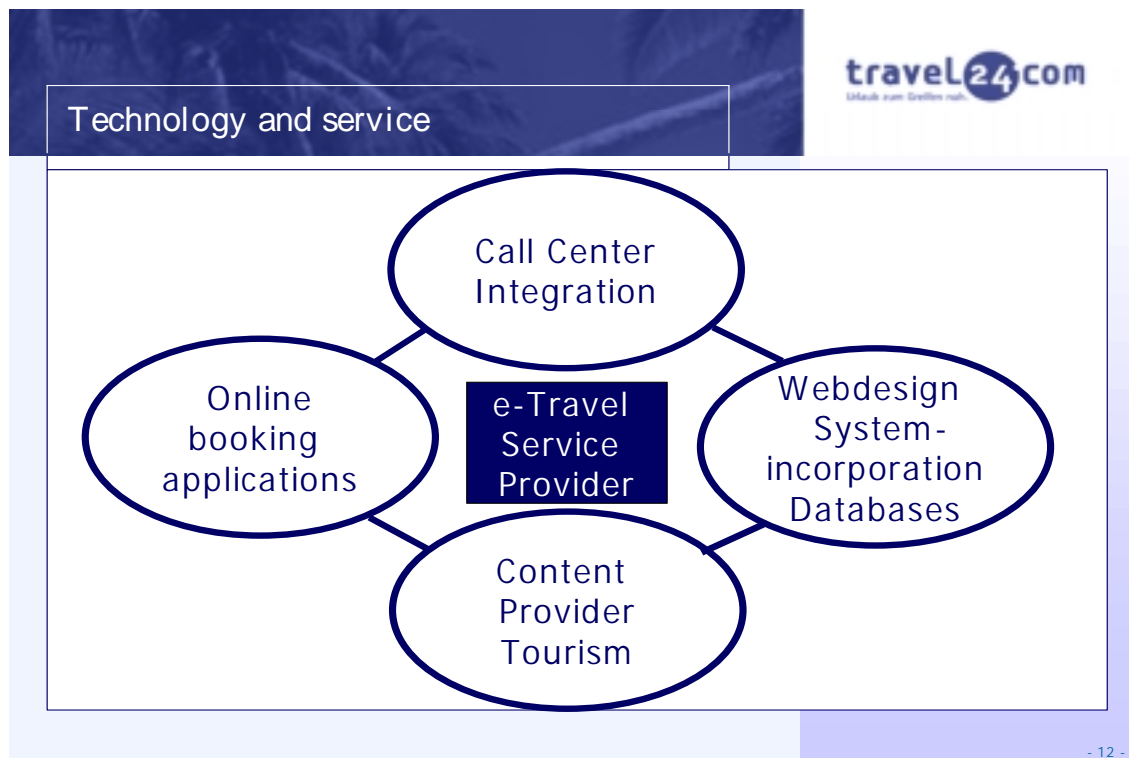 travel24com
Urlaub zum Greifen nah.
Technology and service
Call Center
Integration
Online
booking
applications
e-Travel
Service
Provider
Webdesign
System-
incorporation
Databases
Content
Provider
Tourism
- 12 -